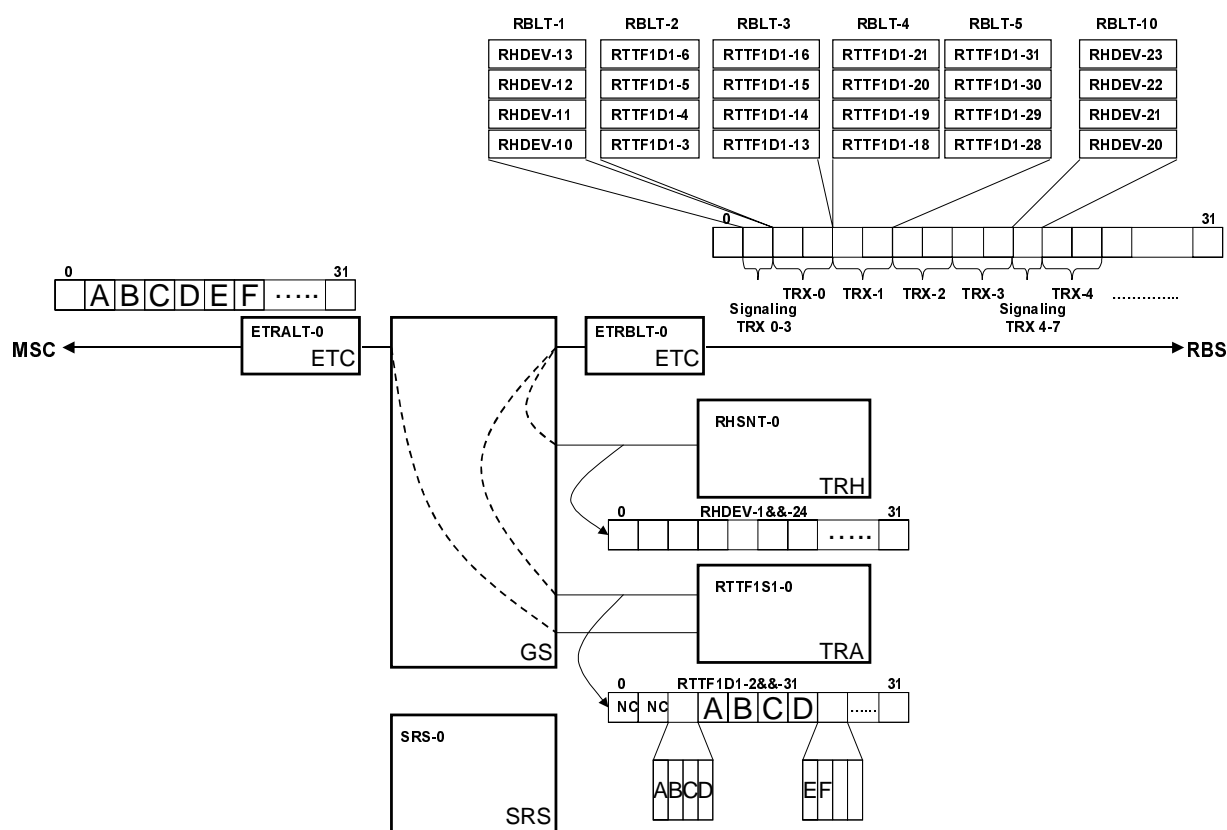 RBLT-1 RBLT-2 RBLT-3 RBLT-4 RBLT-5 RBLT-10
RHDEV-13 RTTF1D1-6 RTTF1D1-16 RTTF1D1-21 RTTF1D1-31 RHDEV-23
RHDEV-12 RTTF1D1-5 RTTF1D1-15 RTTF1D1-20 RTTF1D1-30 RHDEV-22
RHDEV-11 RTTF1D1-4 RTTF1D1-14 RTTF1D1-19 RTTF1D1-29 RHDEV-21
RHDEV-10 RTTF1D1-3 RTTF1D1-13 RTTF1D1-18 RTTF1D1-28 RHDEV-20
0 31
0 31
A B C D E F .....
TRX-0 TRX-1 TRX-2 TRX-3 TRX-4 ..............
Signaling
TRX 0-3
Signaling
TRX 4-7
MSC
ETRALT-0
ETC
ETRBLT-0
ETC
RBS
RHSNT-0
TRH
0 RHDEV-1&&-24 31
.....
RTTF1S1-0
TRA
GS
0 RTTF1D1-2&&-31 31
NC NC A B C D ......
A B C D E F
SRS-0
SRS